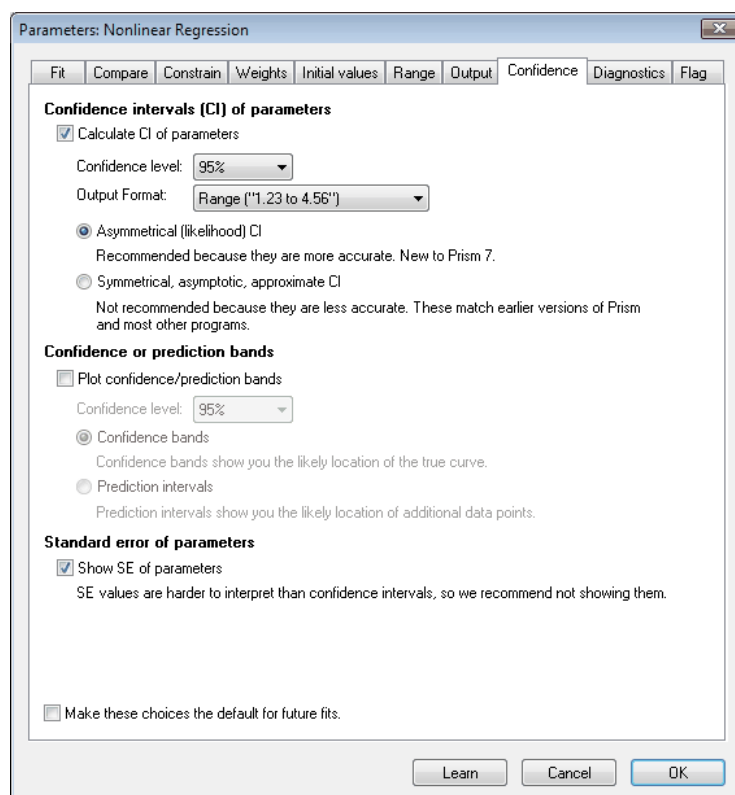 Parameters: Nonlinear Regression
Fit Compare Constrain Weights Initial values Range Output Confidence Diagnostics Flag
Confidence intervals (CI) of parameters
Calculate CI of parameters
Confidence level: 95%
Output Format: Range ("1.23 to 4.56")
Asymmetrical (likelihood) CI
Recommended because they are more accurate. New to Prism 7.
Symmetrical, asymptotic, approximate CI
Not recommended because they are less accurate. These match earlier versions of Prism
and most other programs.
Confidence or prediction bands
Plot confidence/prediction bands
Confidence level: 95%
Confidence bands
Confidence bands show you the likely location of the true curve.
Prediction intervals
Prediction intervals show you the likely location of additional data points.
Standard error of parameters
Show SE of parameters
SE values are harder to interpret than confidence intervals, so we recommend not showing them.
Make these choices the default for future fits.
Learn Cancel OK